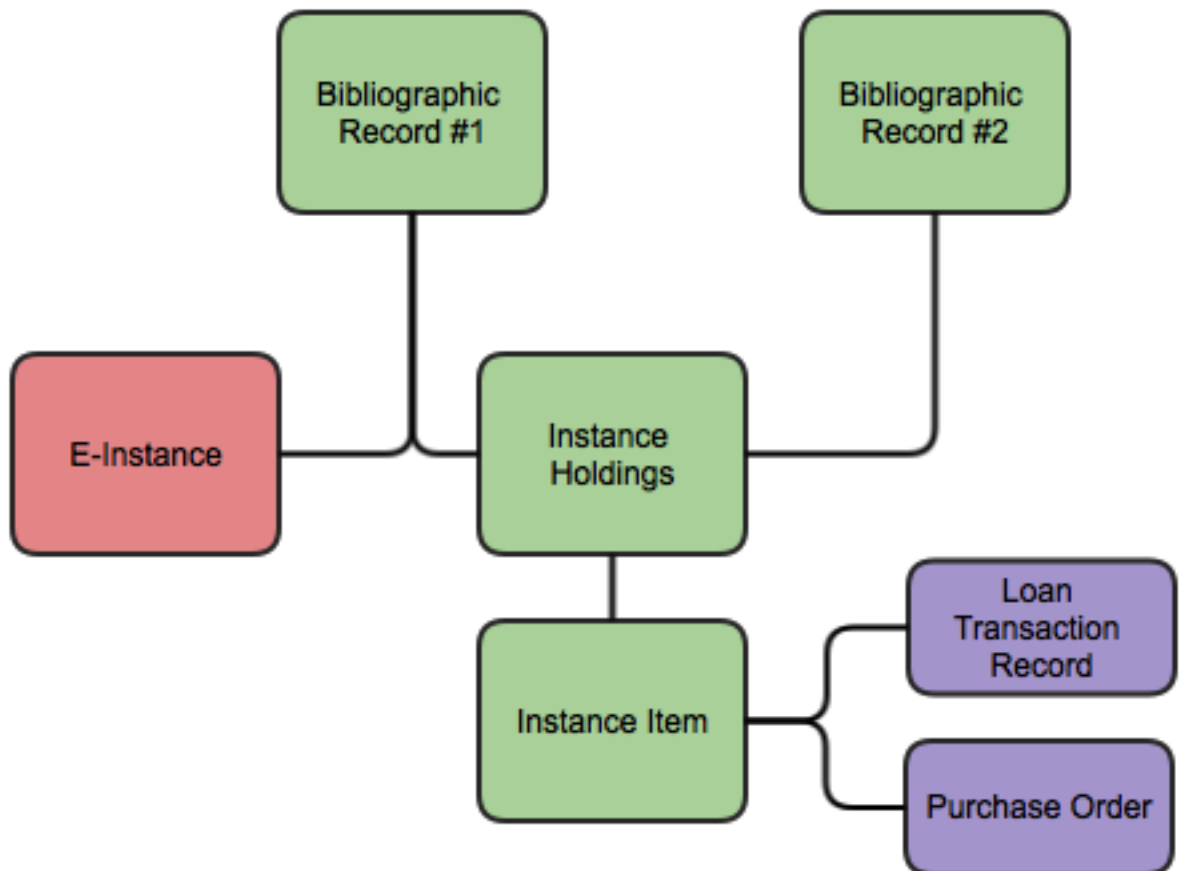 Bibliographic
Record #1
Bibliographic
Record #2
E-Instance
Instance
Holdings
Loan
Transaction
Record
Instance Item
Purchase Order